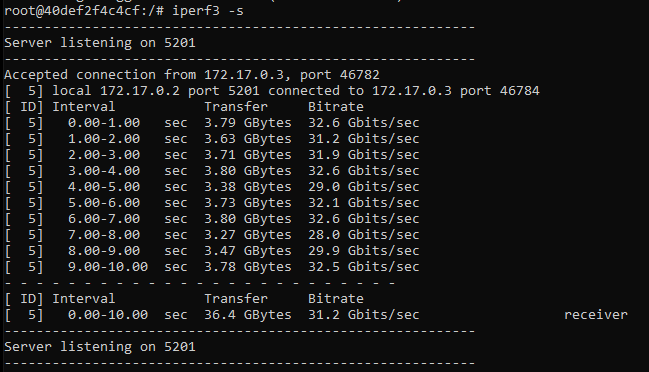 root@40def2f4c4cf:/# iperf3 -s
-----------------------------------------------------------
Server listening on 5201
-----------------------------------------------------------
Accepted connection from 172.17.0.3, port 46782
[  5] local 172.17.0.2 port 5201 connected to 172.17.0.3 port 46784
[ ID] Interval           Transfer     Bitrate
[  5]   0.00-1.00   sec  3.79 GBytes  32.6 Gbits/sec
[  5]   1.00-2.00   sec  3.63 GBytes  31.2 Gbits/sec
[  5]   2.00-3.00   sec  3.71 GBytes  31.9 Gbits/sec
[  5]   3.00-4.00   sec  3.80 GBytes  32.6 Gbits/sec
[  5]   4.00-5.00   sec  3.38 GBytes  29.0 Gbits/sec
[  5]   5.00-6.00   sec  3.73 GBytes  32.1 Gbits/sec
[  5]   6.00-7.00   sec  3.80 GBytes  32.6 Gbits/sec
[  5]   7.00-8.00   sec  3.27 GBytes  28.0 Gbits/sec
[  5]   8.00-9.00   sec  3.47 GBytes  29.9 Gbits/sec
[  5]   9.00-10.00  sec  3.78 GBytes  32.5 Gbits/sec
- - - - - - - - - - - - - - - - - - - - - - - - -
[ ID] Interval           Transfer     Bitrate
[  5]   0.00-10.00  sec  36.4 GBytes  31.2 Gbits/sec                  receiver
-----------------------------------------------------------
Server listening on 5201
-----------------------------------------------------------